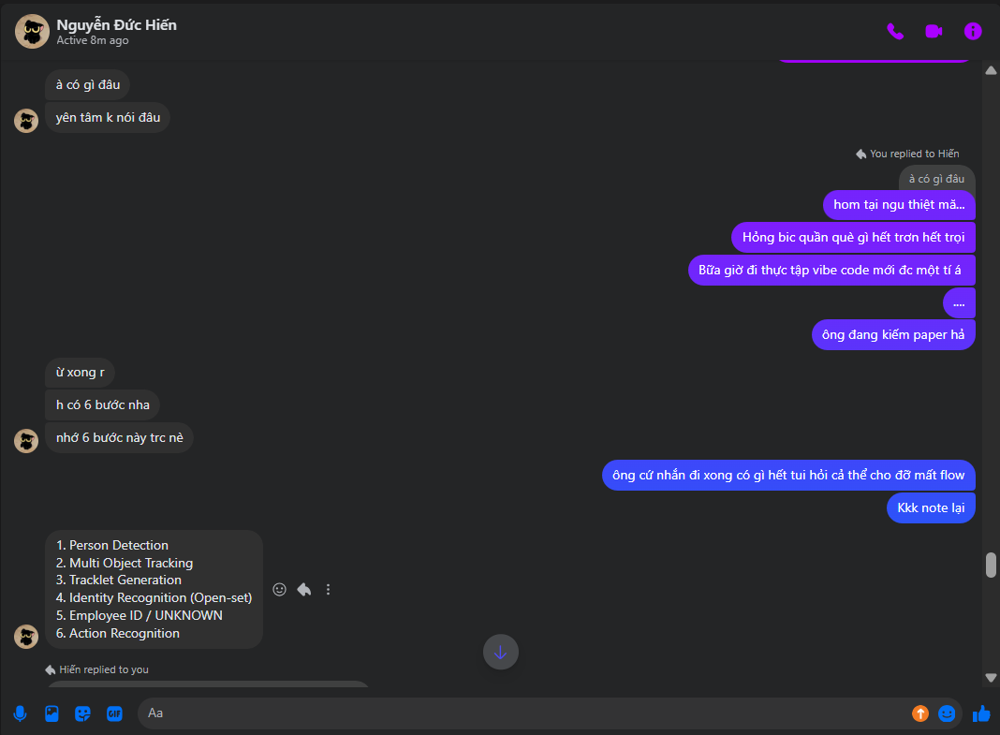 Nguyễn Đức Hiến
Active 8m ago
à có gì đâu
yên tâm k nói đâu
You replied to Hiến
à có gì đâu
hom tại ngu thiệt mă...
Hỏng bic quần què gì hết trơn hết trọi
Bữa giờ đi thực tập vibe code mới đc một tí á
....
ông đang kiếm paper hả
ừ xong r
h có 6 bước nha
nhớ 6 bước này trc nè
ông cứ nhắn đi xong có gì hết tui hỏi cả thể cho đỡ mất flow
Kkk note lại
1. Person Detection
2. Multi Object Tracking
3. Tracklet Generation
4. Identity Recognition (Open-set)
5. Employee ID / UNKNOWN
6. Action Recognition
Hiến replied to you
GIF
Aa